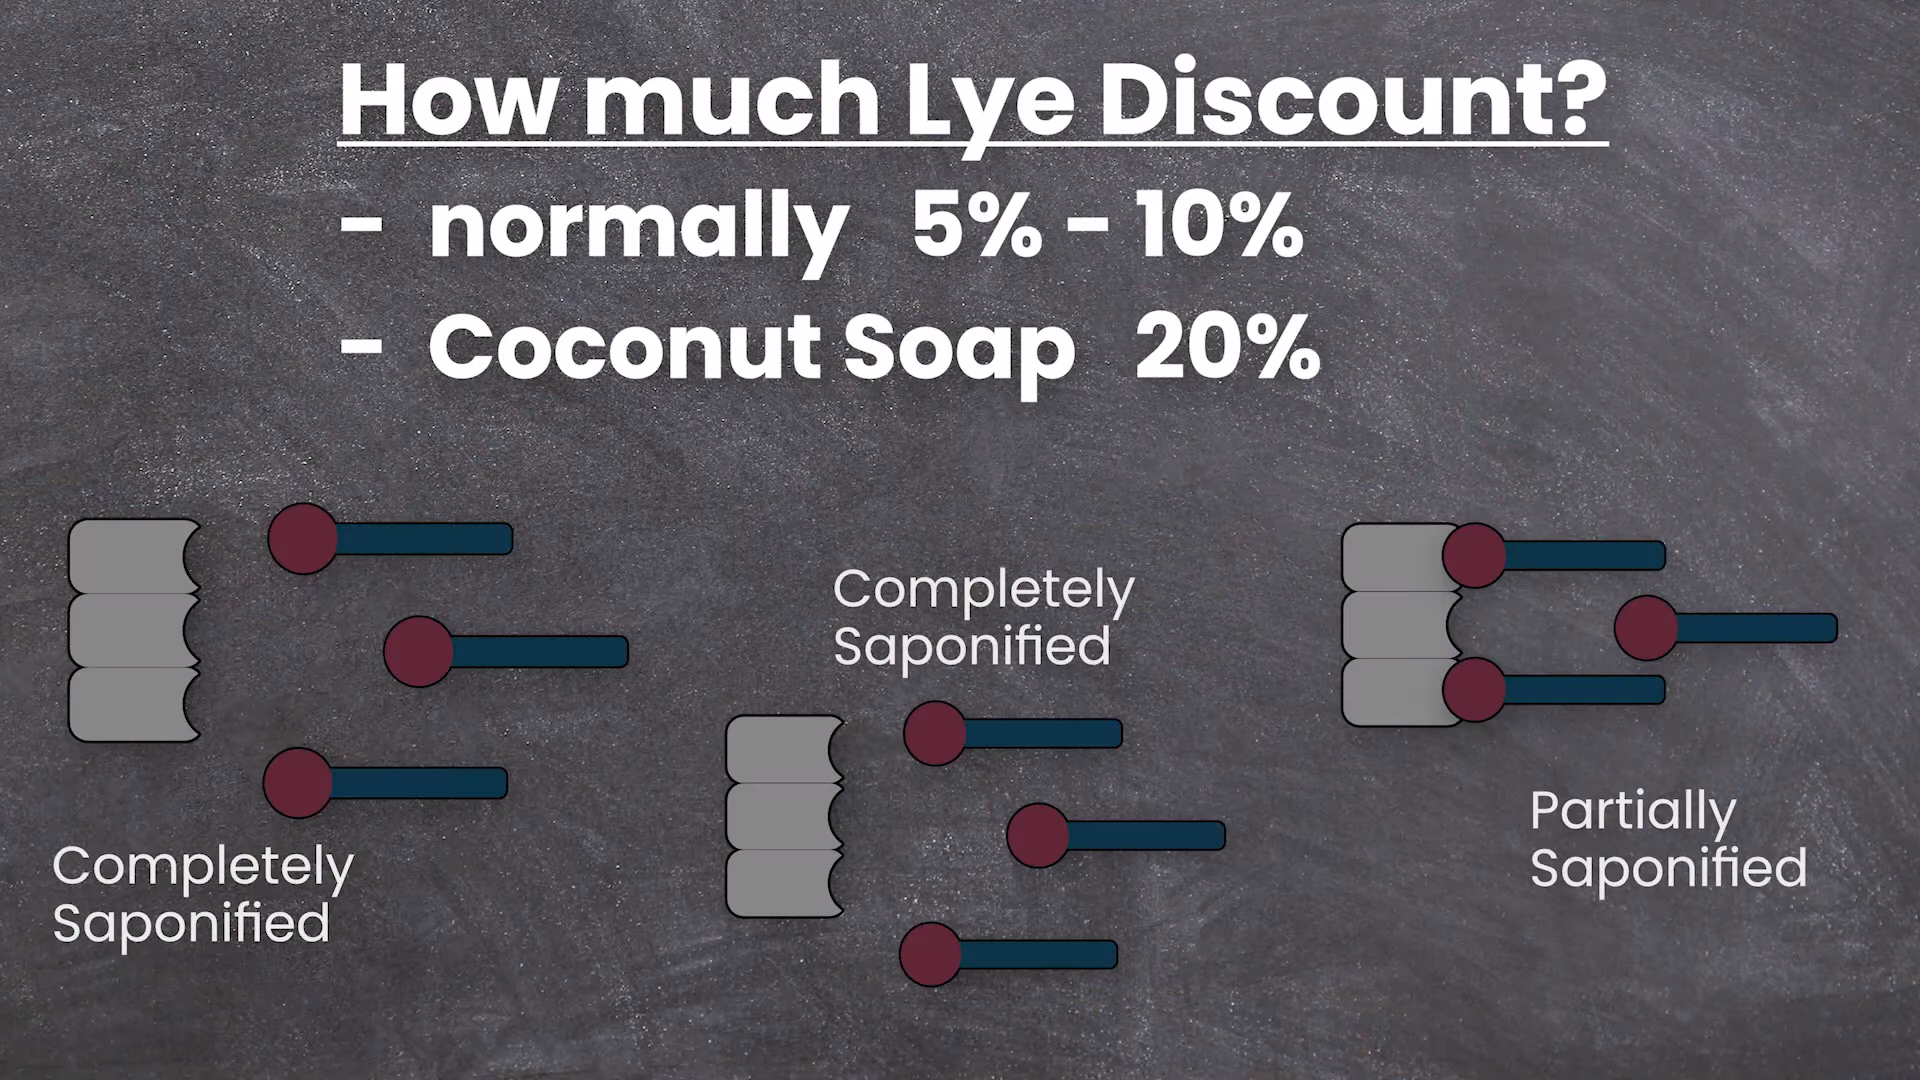 How much Lye Discount?
- normally 5% - 10%
- Coconut Soap 20%
Completely
Saponified
Completely
Saponified
Partially
Saponified